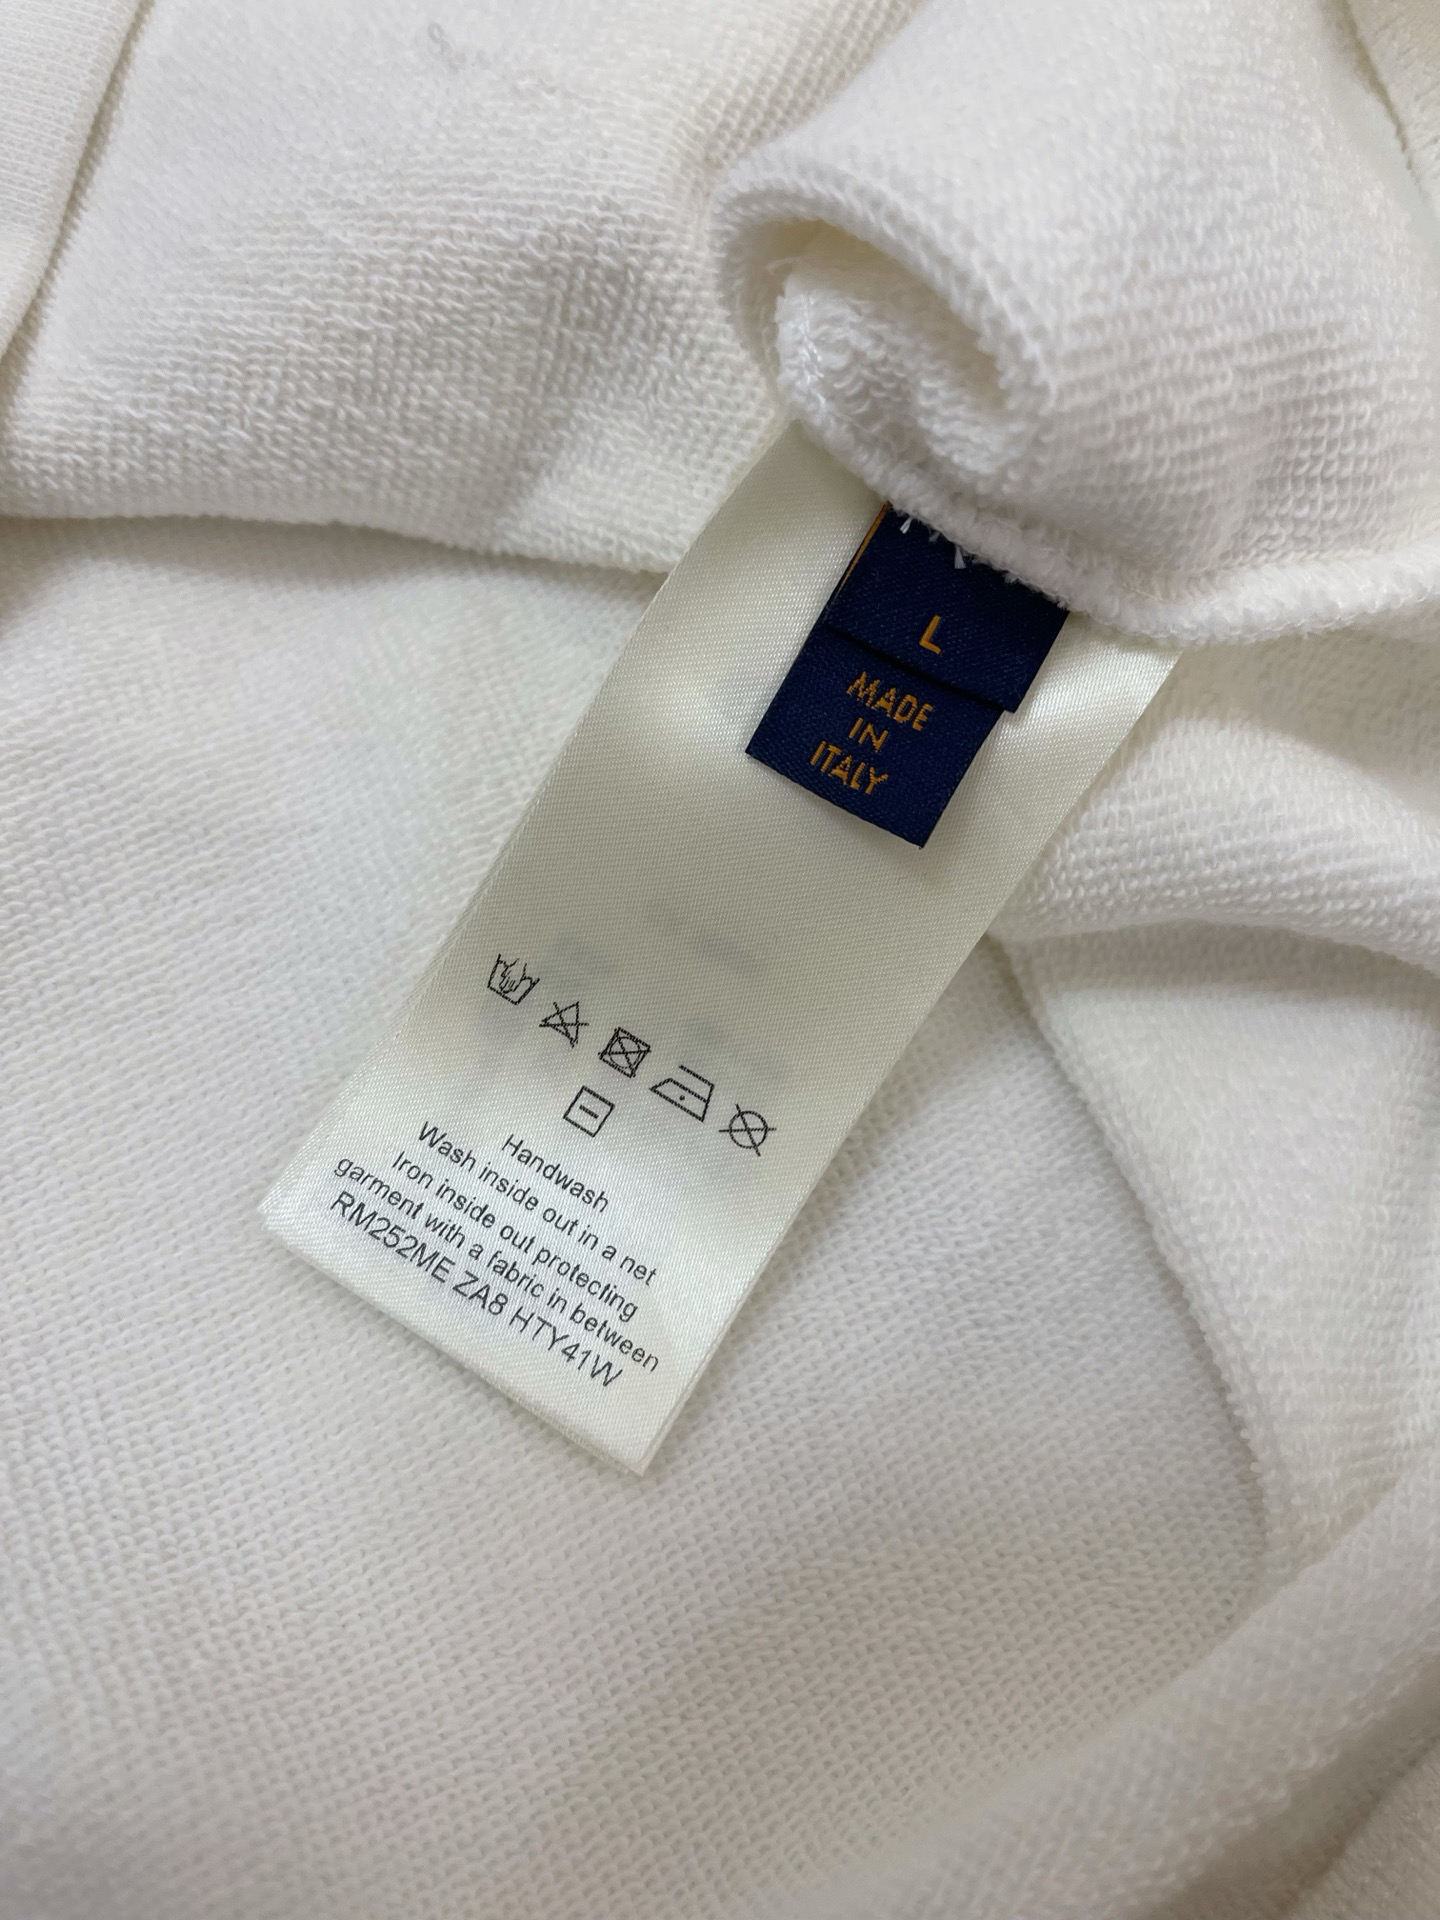 L
MADE
IN
ITALY
Handwash
Wash inside out in a net
Iron inside out protecting
garment with a fabric in between
RM252ME ZA8 HTY41W